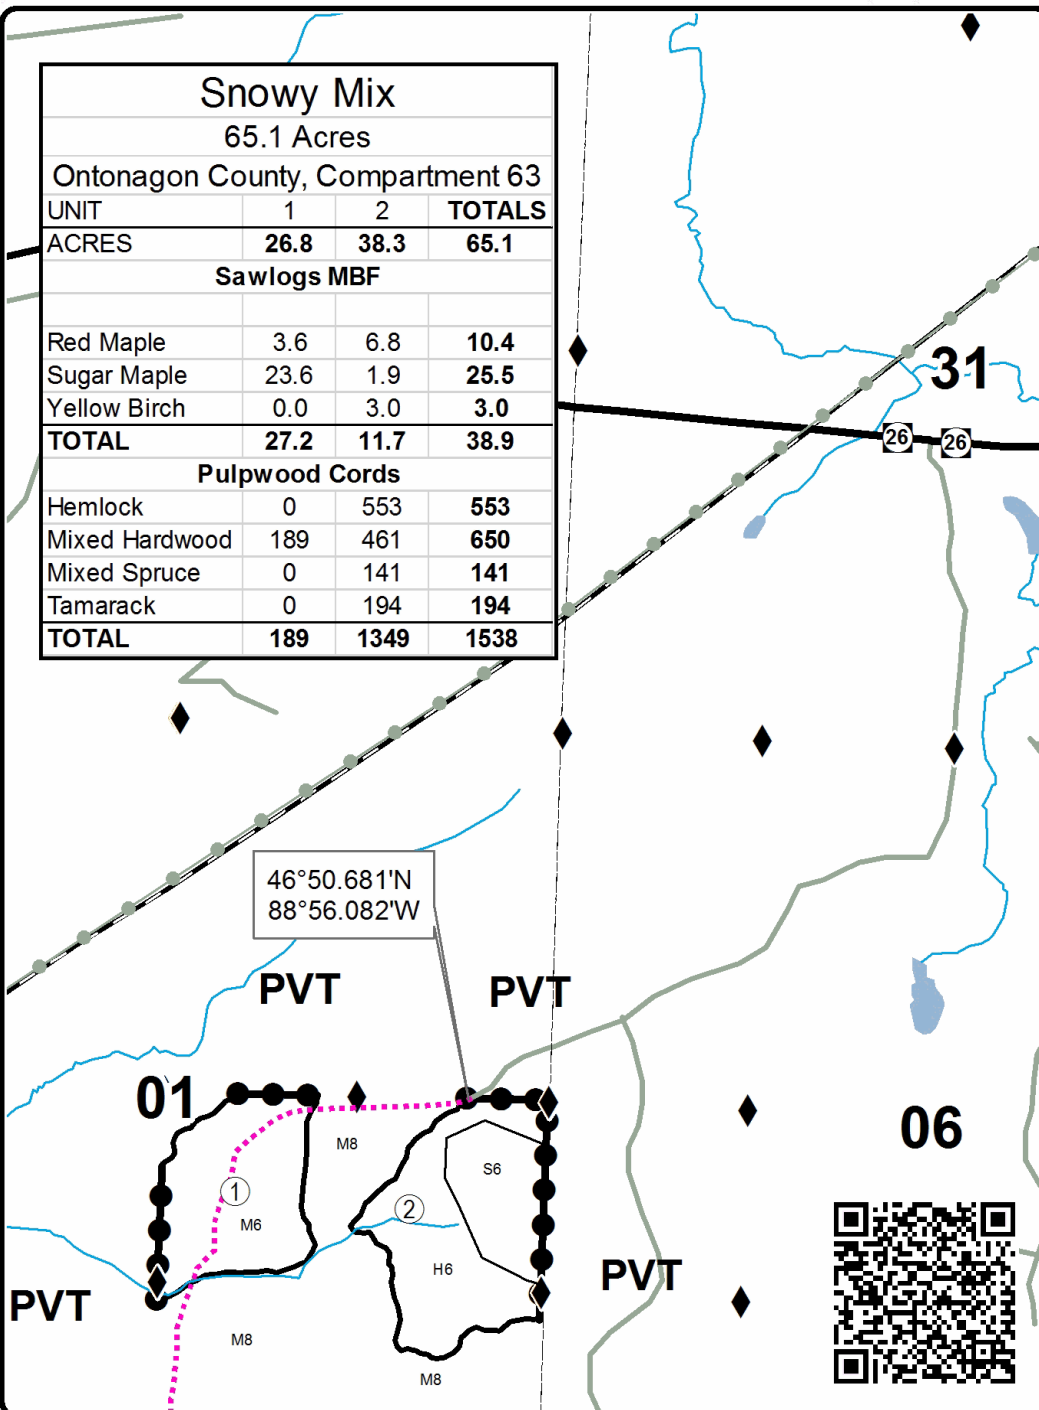 Snowy Mix
65.1 Acres
Ontonagon County, Compartment 63
UNIT 1 2 TOTALS
ACRES 26.8 38.3 65.1
Sawlogs MBF
Red Maple 3.6 6.8 10.4
Sugar Maple 23.6 1.9 25.5
Yellow Birch 0.0 3.0 3.0
TOTAL 27.2 11.7 38.9
Pulpwood Cords
Hemlock 0 553 553
Mixed Hardwood 189 461 650
Mixed Spruce 0 141 141
Tamarack 0 194 194
TOTAL 189 1349 1538
31
26 26
46°50.681'N
88°56.082'W
PVT PVT
01
06
M8
S6
1
2
M6
H6
PVT
PVT
M8
M8